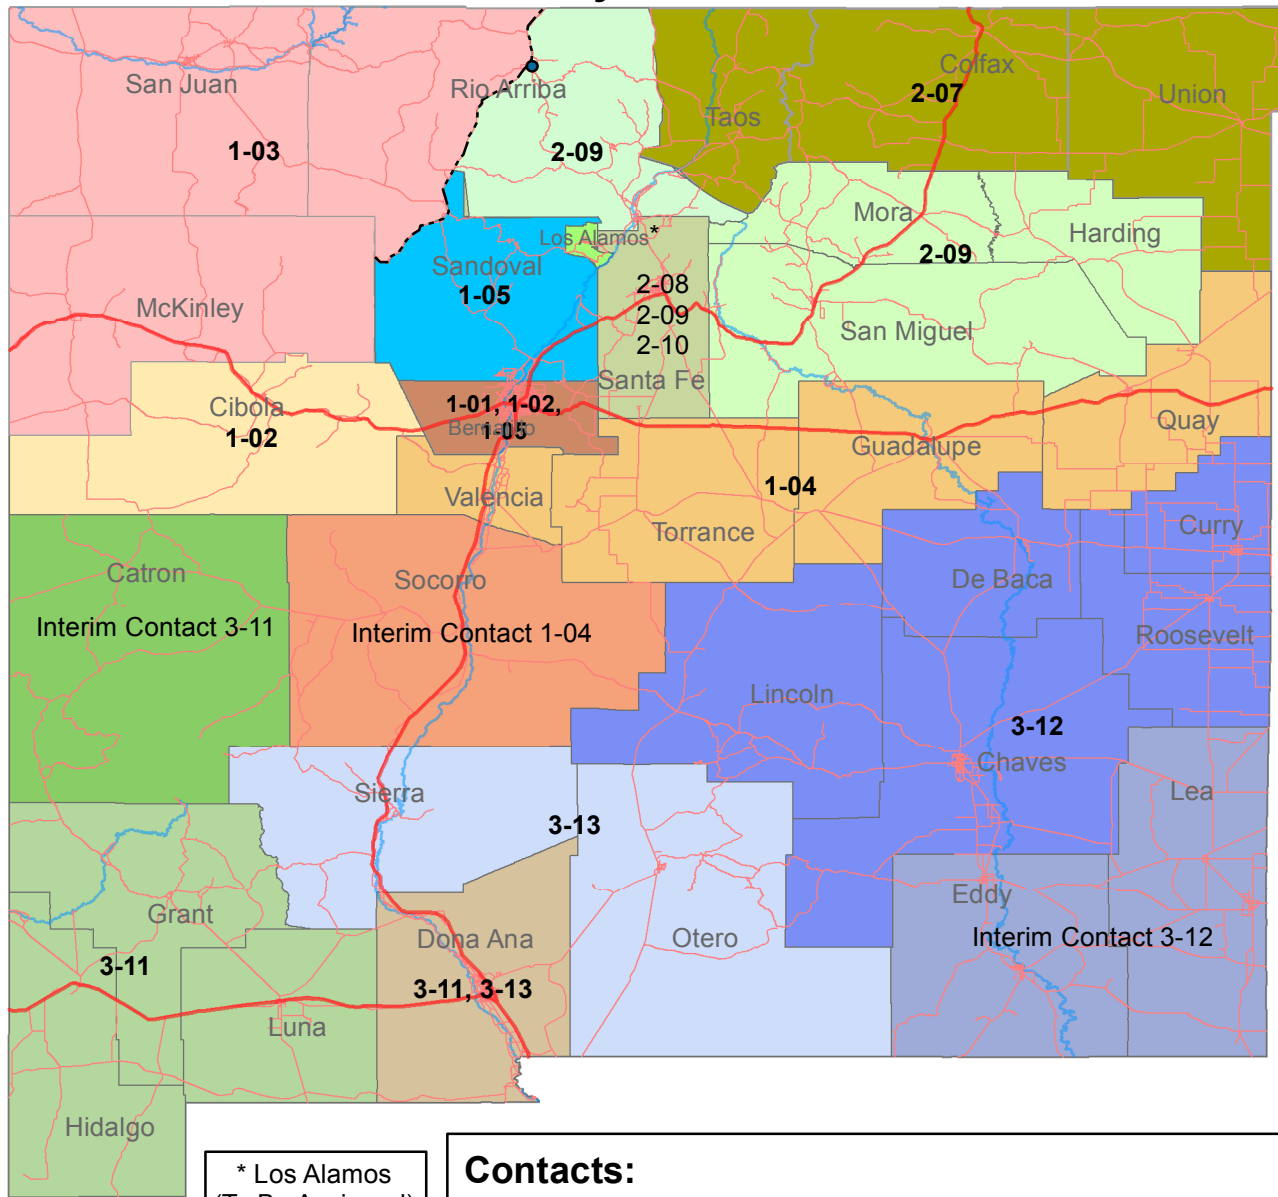 San Juan
Rio Arriba
Colfax
2-07
Union
Taos
1-03
2-09
Mora
Harding
Los Alamos *
2-09
Sandoval
1-05
2-08
2-09
2-10
McKinley
San Miguel
Santa Fe
Cibola
1-02
1-01, 1-02,
1-05
Quay
Guadalupe
Valencia
1-04
Torrance
Curry
Catron
Socorro
De Baca
Interim Contact 3-11
Interim Contact 1-04
Roosevelt
Lincoln
3-12
Chaves
Sierra
Lea
3-13
Eddy
Grant
Dona Ana
Otero
Interim Contact 3-12
3-11
3-11, 3-13
Luna
Hidalgo
* Los Alamos
Contacts: